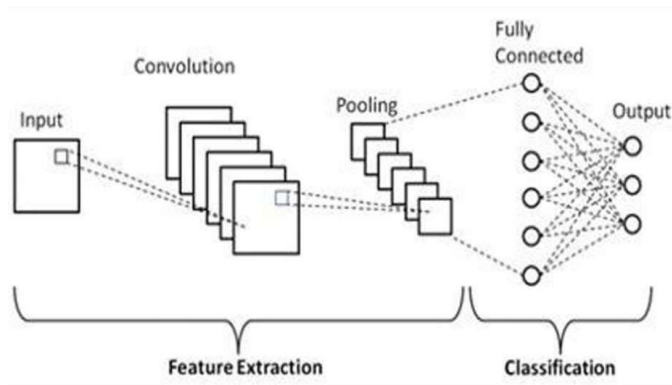 Fully
Connected
Convolution
Pooling
Output
Input
Feature Extraction
Classification